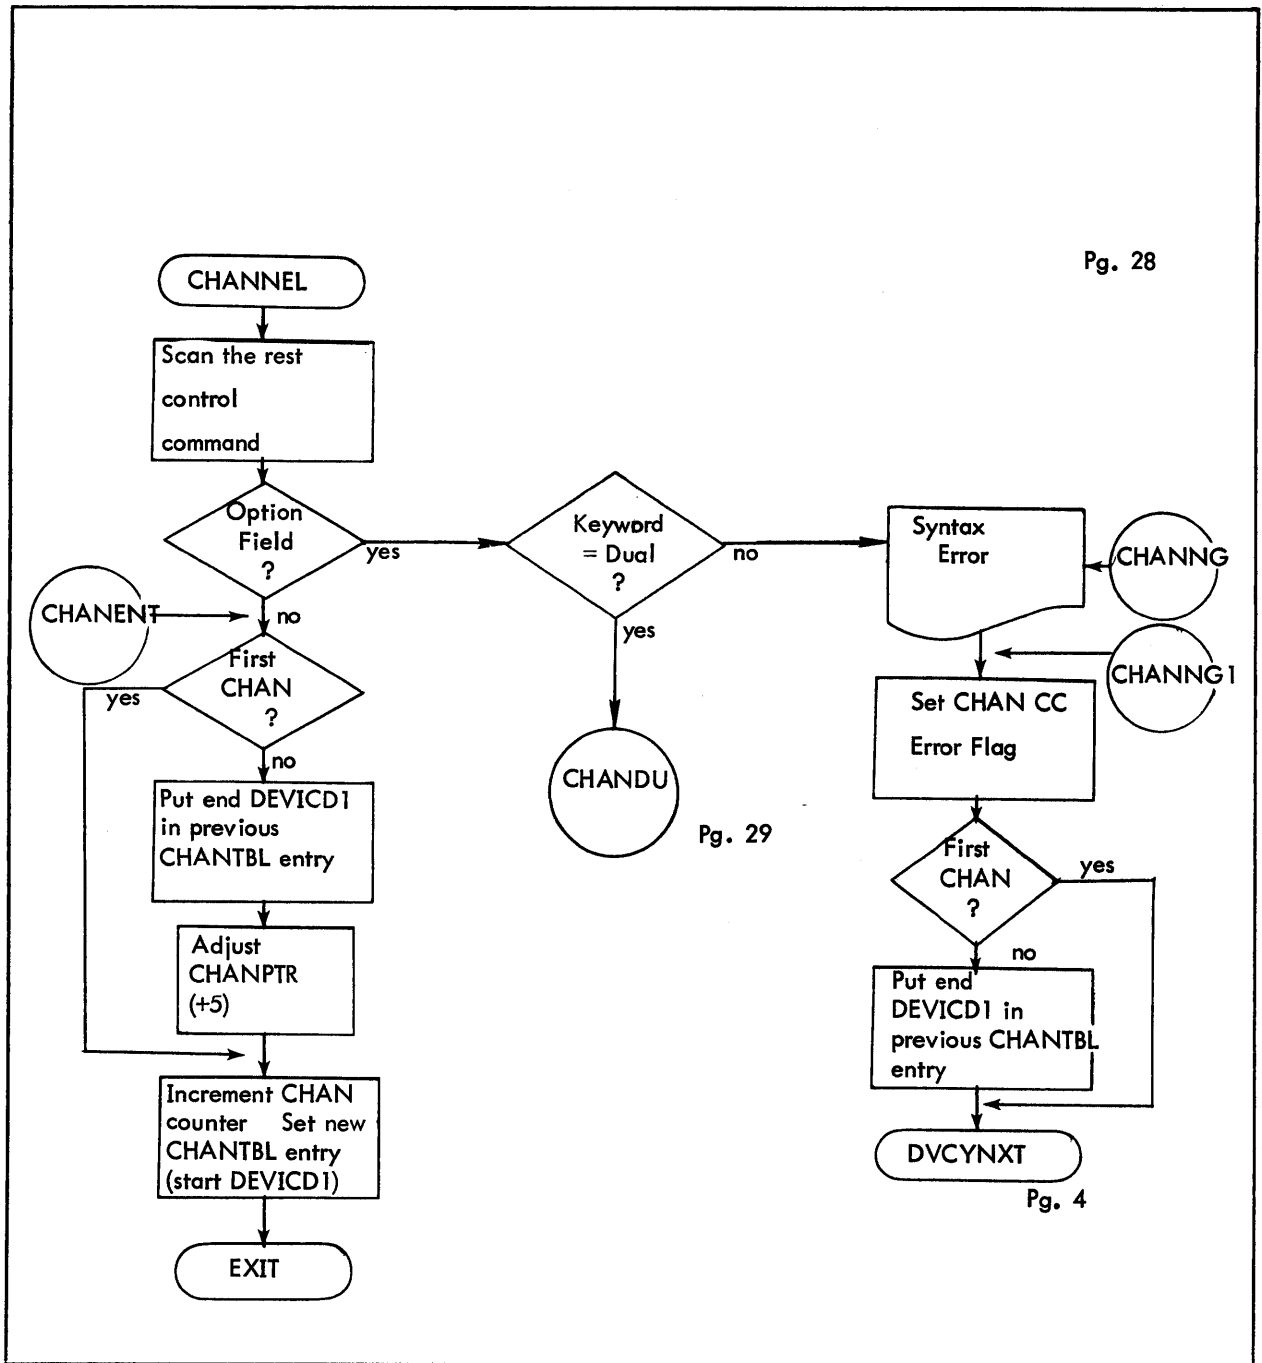 Pg. 28
CHANNEL
Scan the rest
control
command
Option
Field
?
yes
no
CHANENT
First
CHAN
?
yes
no
Put end DEVICD1
in previous
CHANTBL entry
Adjust
CHANPTR
(+5)
Increment CHAN
counter Set new
CHANTBL entry
(start DEVICD1)
EXIT
Keyword
= Dual
?
no
yes
CHANDU
Pg. 29
Syntax
Error
CHANNG
CHANNG1
Set CHAN CC
Error Flag
First
CHAN
?
yes
no
Put end
DEVICD1 in
previous CHANTBL
entry
DVCYNXT
Pg. 4